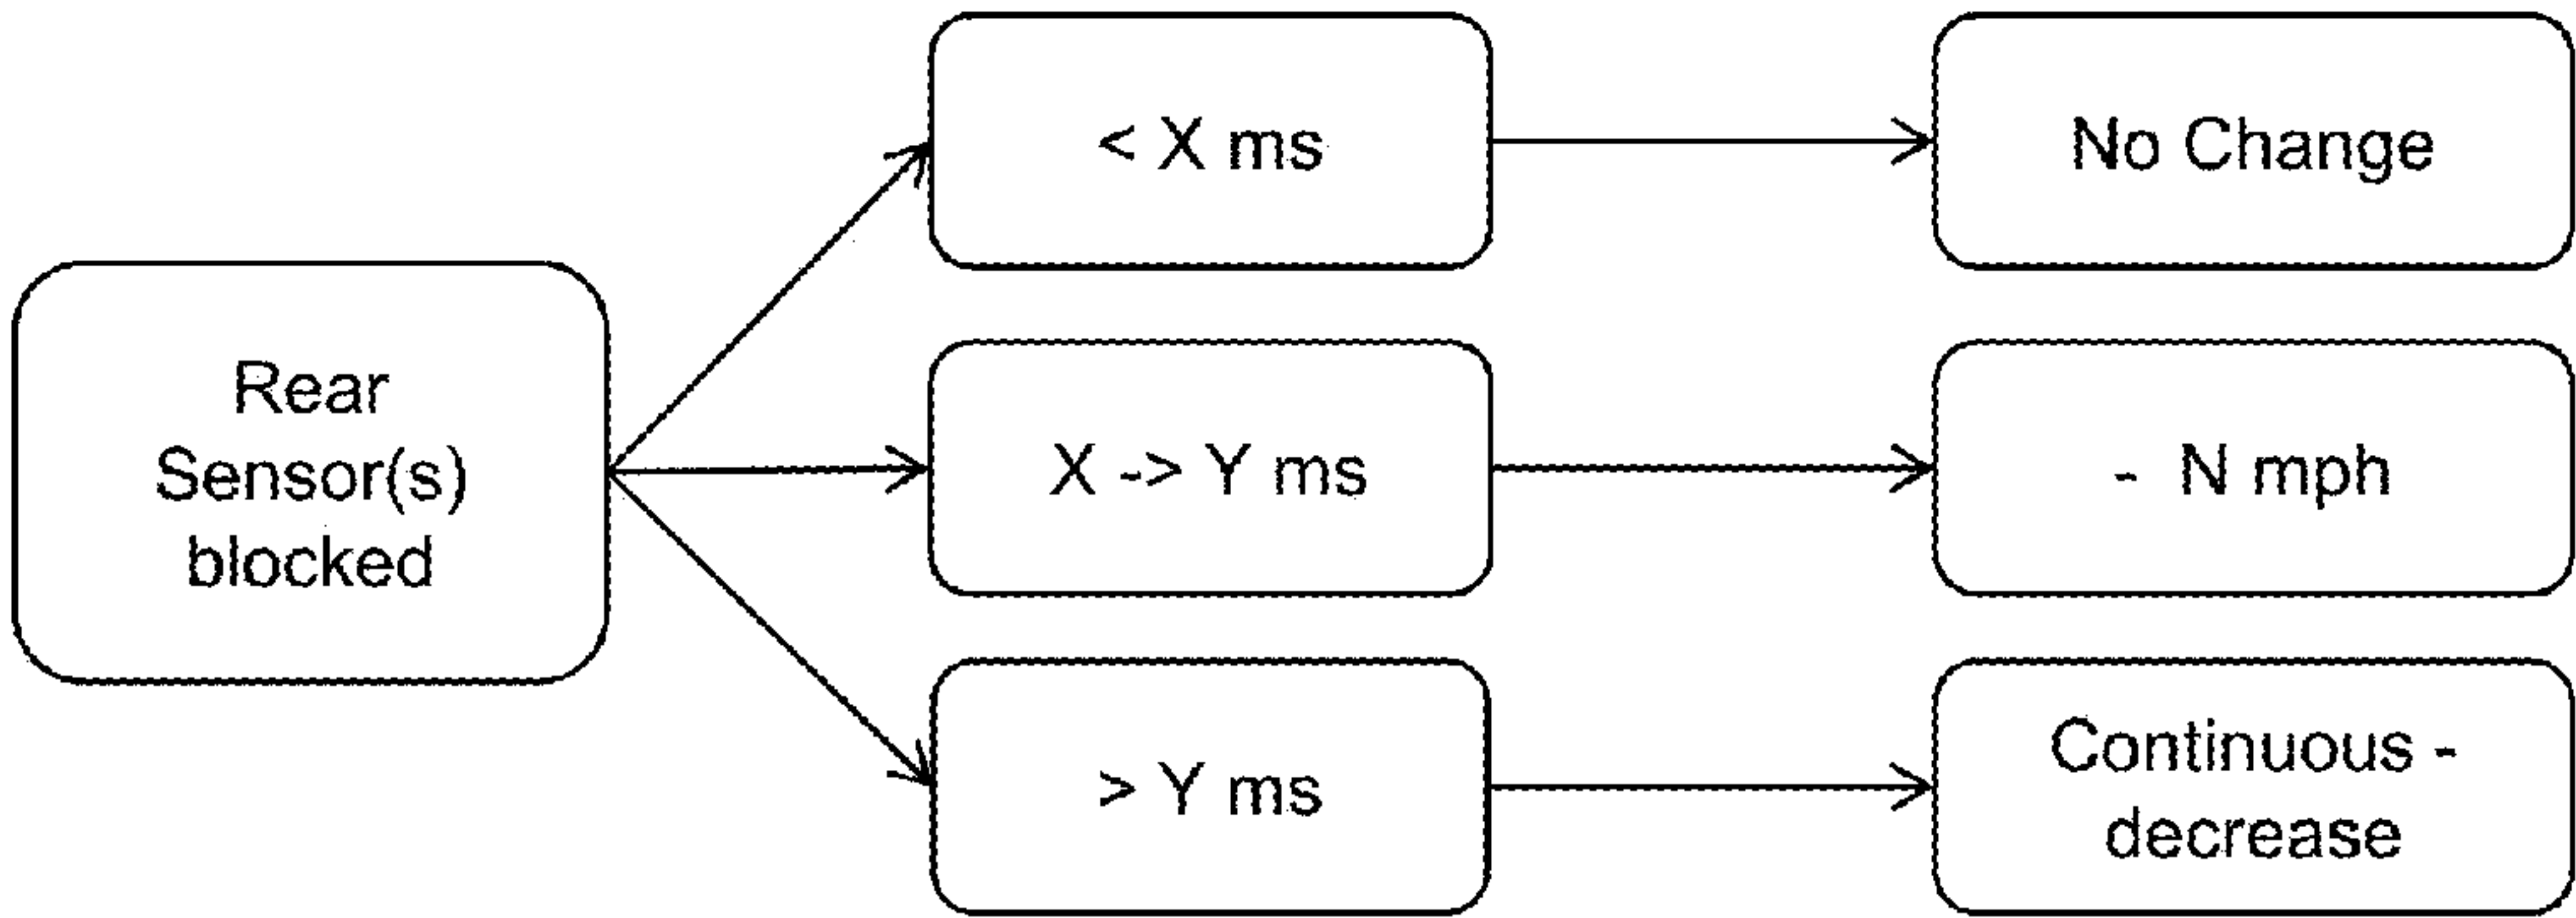 Rear
Sensor(s)
blocked
< X ms
No Change
X -> Y ms
- N mph
> Y ms
Continuous -
decrease